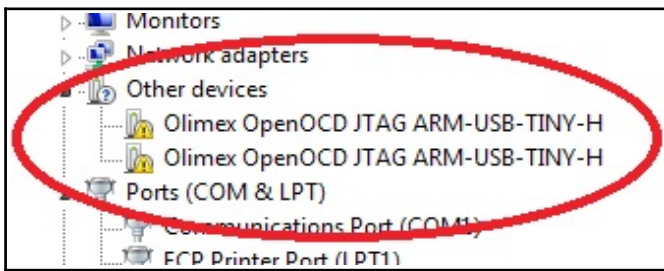 Monitors
Network adapters
Other devices
Olimex OpenOCD JTAG ARM-USB-TINY-H
Olimex OpenOCD JTAG ARM-USB-TINY-H
Ports (COM & LPT)
Communications Port (COM1)
ECP Printer Port (LPT1)